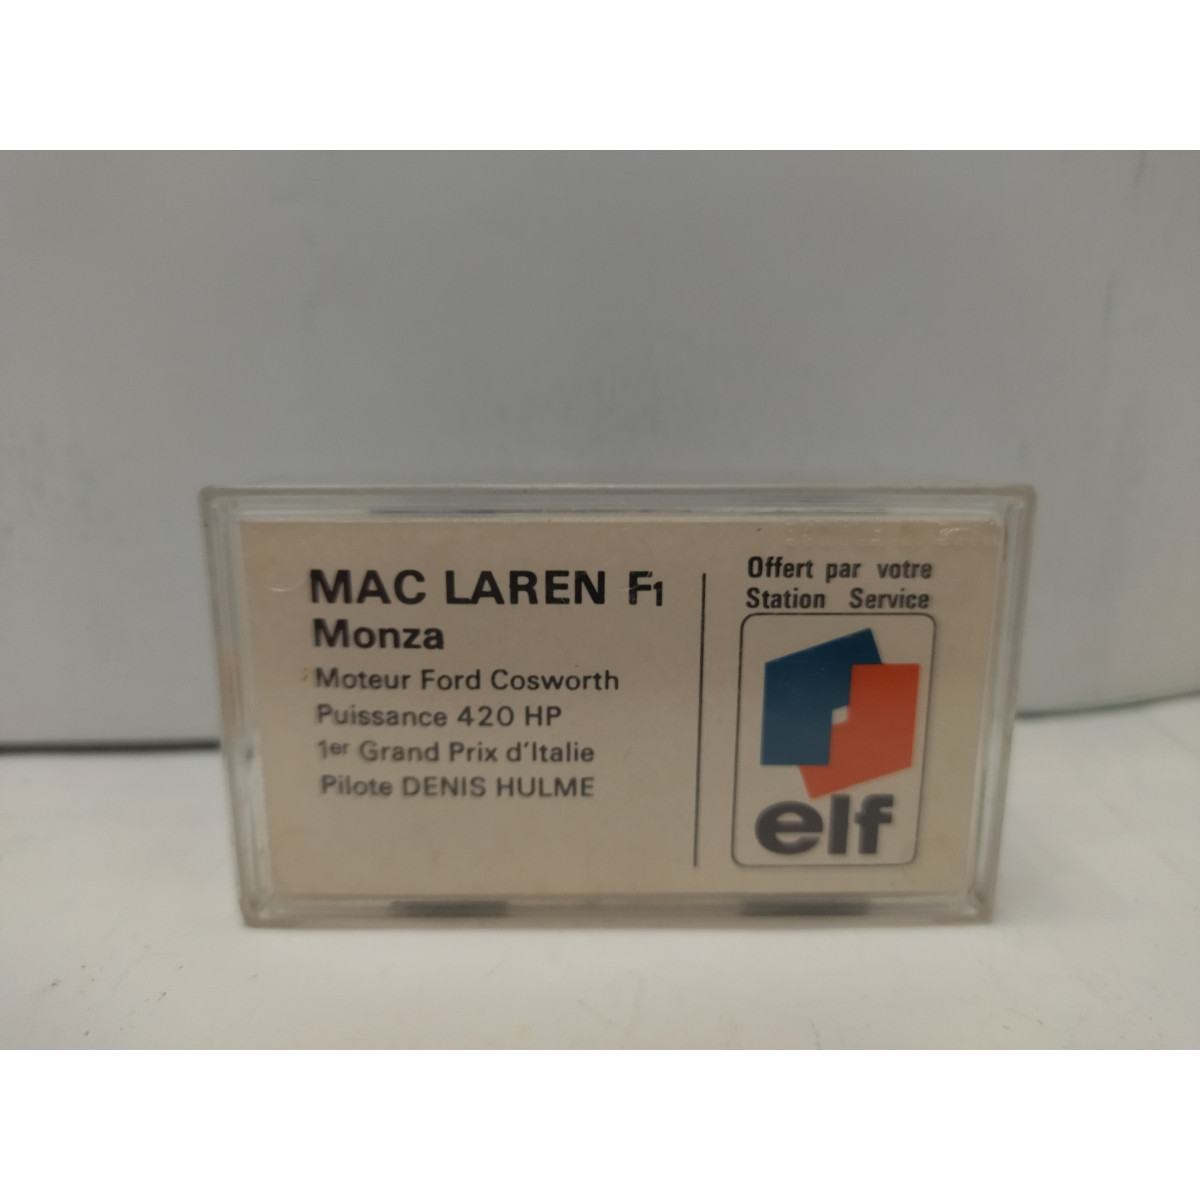 MAC LAREN F1
Monza
Moteur Ford Cosworth
Puissance 420 HP
1er Grand Prix d'Italie
Pilote DENIS HULME
Offert par votre
Station Service
elf